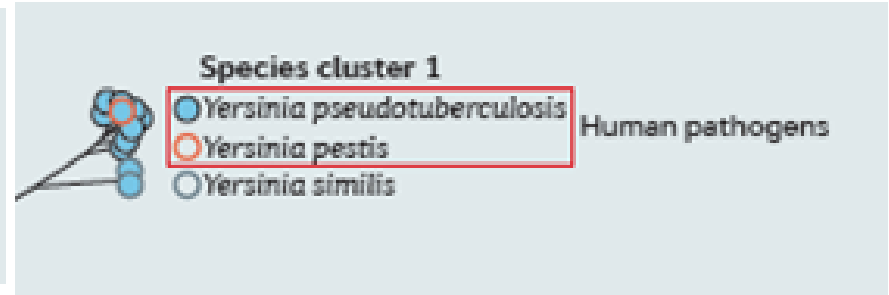 Species cluster 1
Yersinia pseudotuberculosis
Human pathogens
Yersinia pestis
Yersinia similis